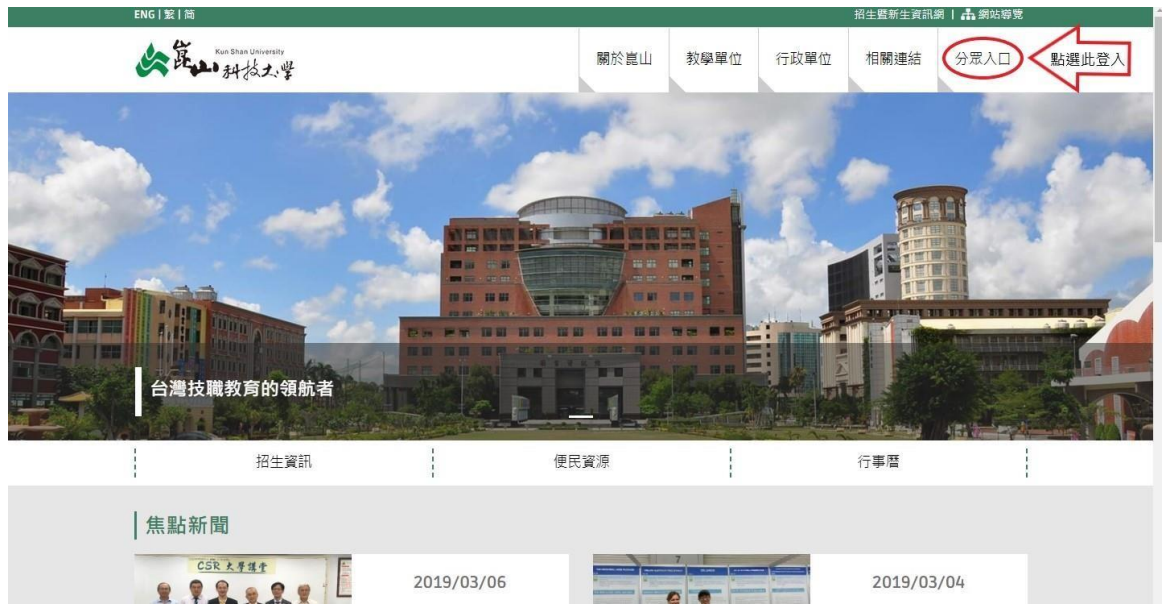 ENG | 繁 | 简
招生暨新生資訊網 | 網站導覽
Kun Shan University
崑山科技大學
關於崑山
教學單位
行政單位
相關連結
分眾入口
點選此登入
台灣技職教育的領航者
招生資訊
便民資源
行事曆
焦點新聞
CSR 大學講堂
2019/03/06
7
2019/03/04